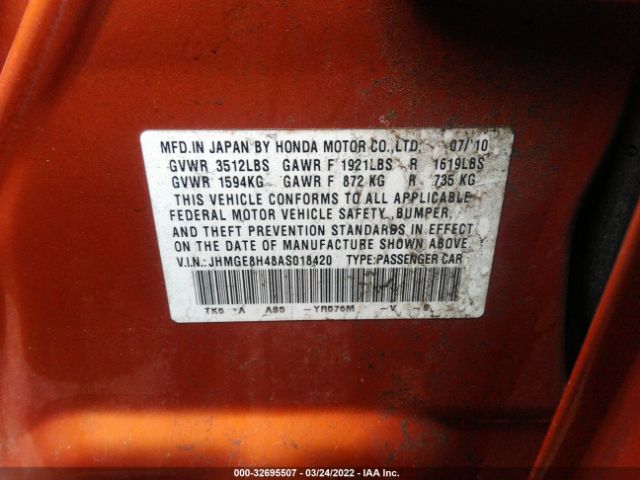 MFD.IN JAPAN BY HONDA MOTOR CO.,LTD. 07/10
GVWR 3512LBS GAWR F 1921LBS R 1619LBS
GVWR 1594KG GAWR F 872 KG R 735 KG
THIS VEHICLE CONFORMS TO ALL APPLICABLE
FEDERAL MOTOR VEHICLE SAFETY ,BUMPER,
AND THEFT PREVENTION STANDARDS IN EFFECT
ON THE DATE OF MANUFACTURE SHOWN ABOVE.
V.I.N.: JHMGE8H48AS018420 TYPE:PASSENGER CAR
YR576M
000-32695507 - 03/24/2022 - IAA Inc.